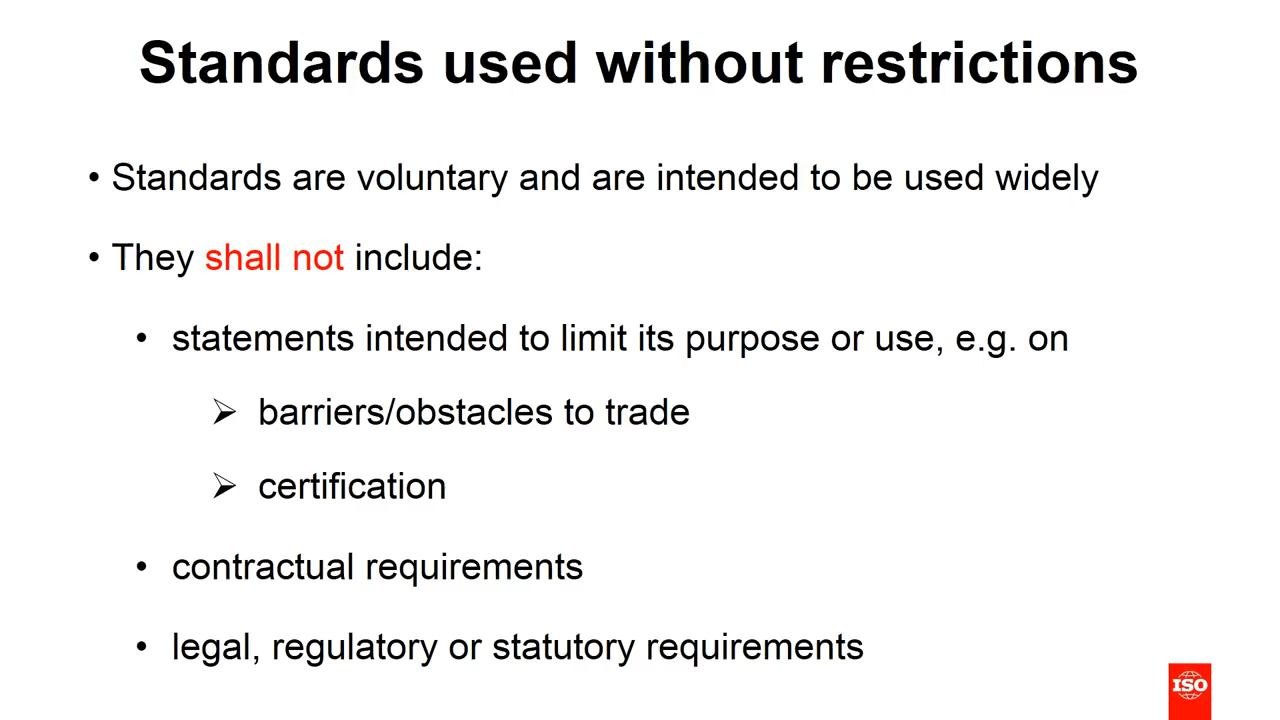 Standards used without restrictions
• Standards are voluntary and are intended to be used widely
• They shall not include:
• statements intended to limit its purpose or use, e.g. on
➢ barriers/obstacles to trade
➢ certification
• contractual requirements
• legal, regulatory or statutory requirements
ISO